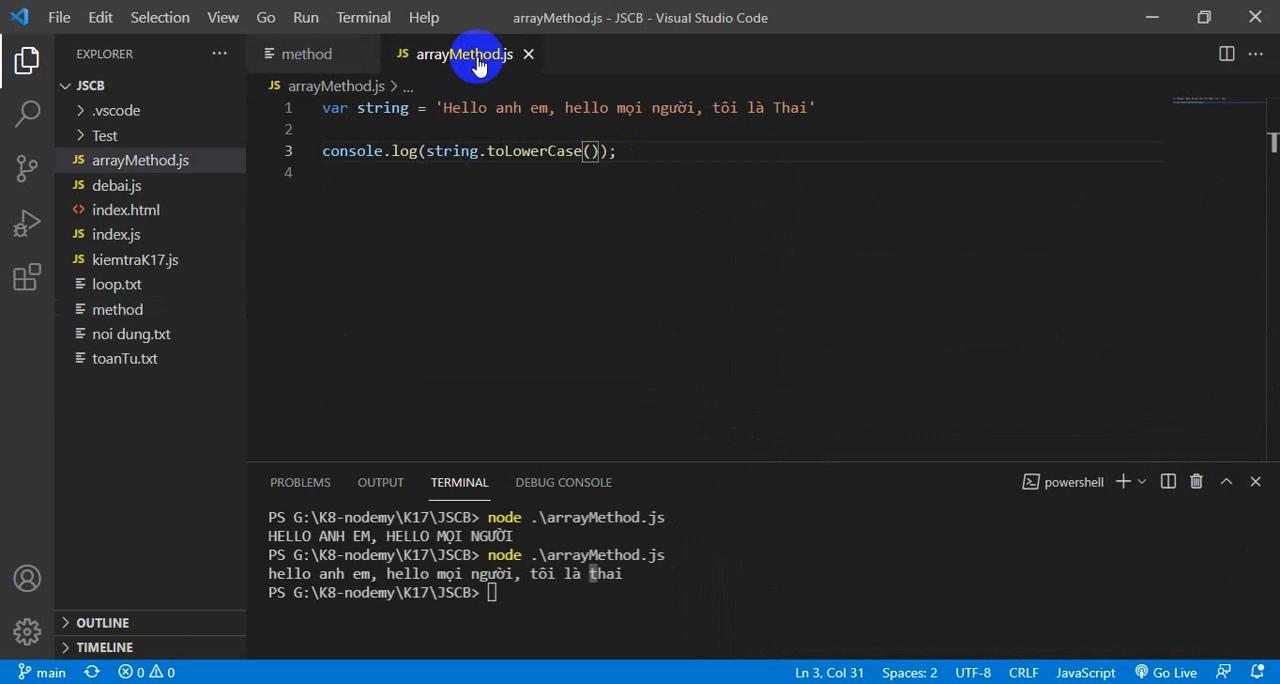 File Edit Selection View Go Run Terminal Help arrayMethod.js - JSCB - Visual Studio Code
EXPLORER
method
JS arrayMethod.js
JSCB
.vscode
Test
JS arrayMethod.js
JS debai.js
<> index.html
JS index.js
JS kiemtraK17.js
loop.txt
method
noi dung.txt
toanTu.txt
OUTLINE
TIMELINE
JS arrayMethod.js > ...
1 var string = 'Hello anh em, hello mọi người, tôi là Thai'
2
3 console.log(string.toLowerCase());
4
PROBLEMS OUTPUT TERMINAL DEBUG CONSOLE powershell
PS G:\K8-nodemy\K17\JSCB> node .\arrayMethod.js
HELLO ANH EM, HELLO MỌI NGƯỜI
PS G:\K8-nodemy\K17\JSCB> node .\arrayMethod.js
hello anh em, hello mọi người, tôi là thai
PS G:\K8-nodemy\K17\JSCB>
main 0 0 Ln 3, Col 31 Spaces: 2 UTF-8 CRLF JavaScript Go Live